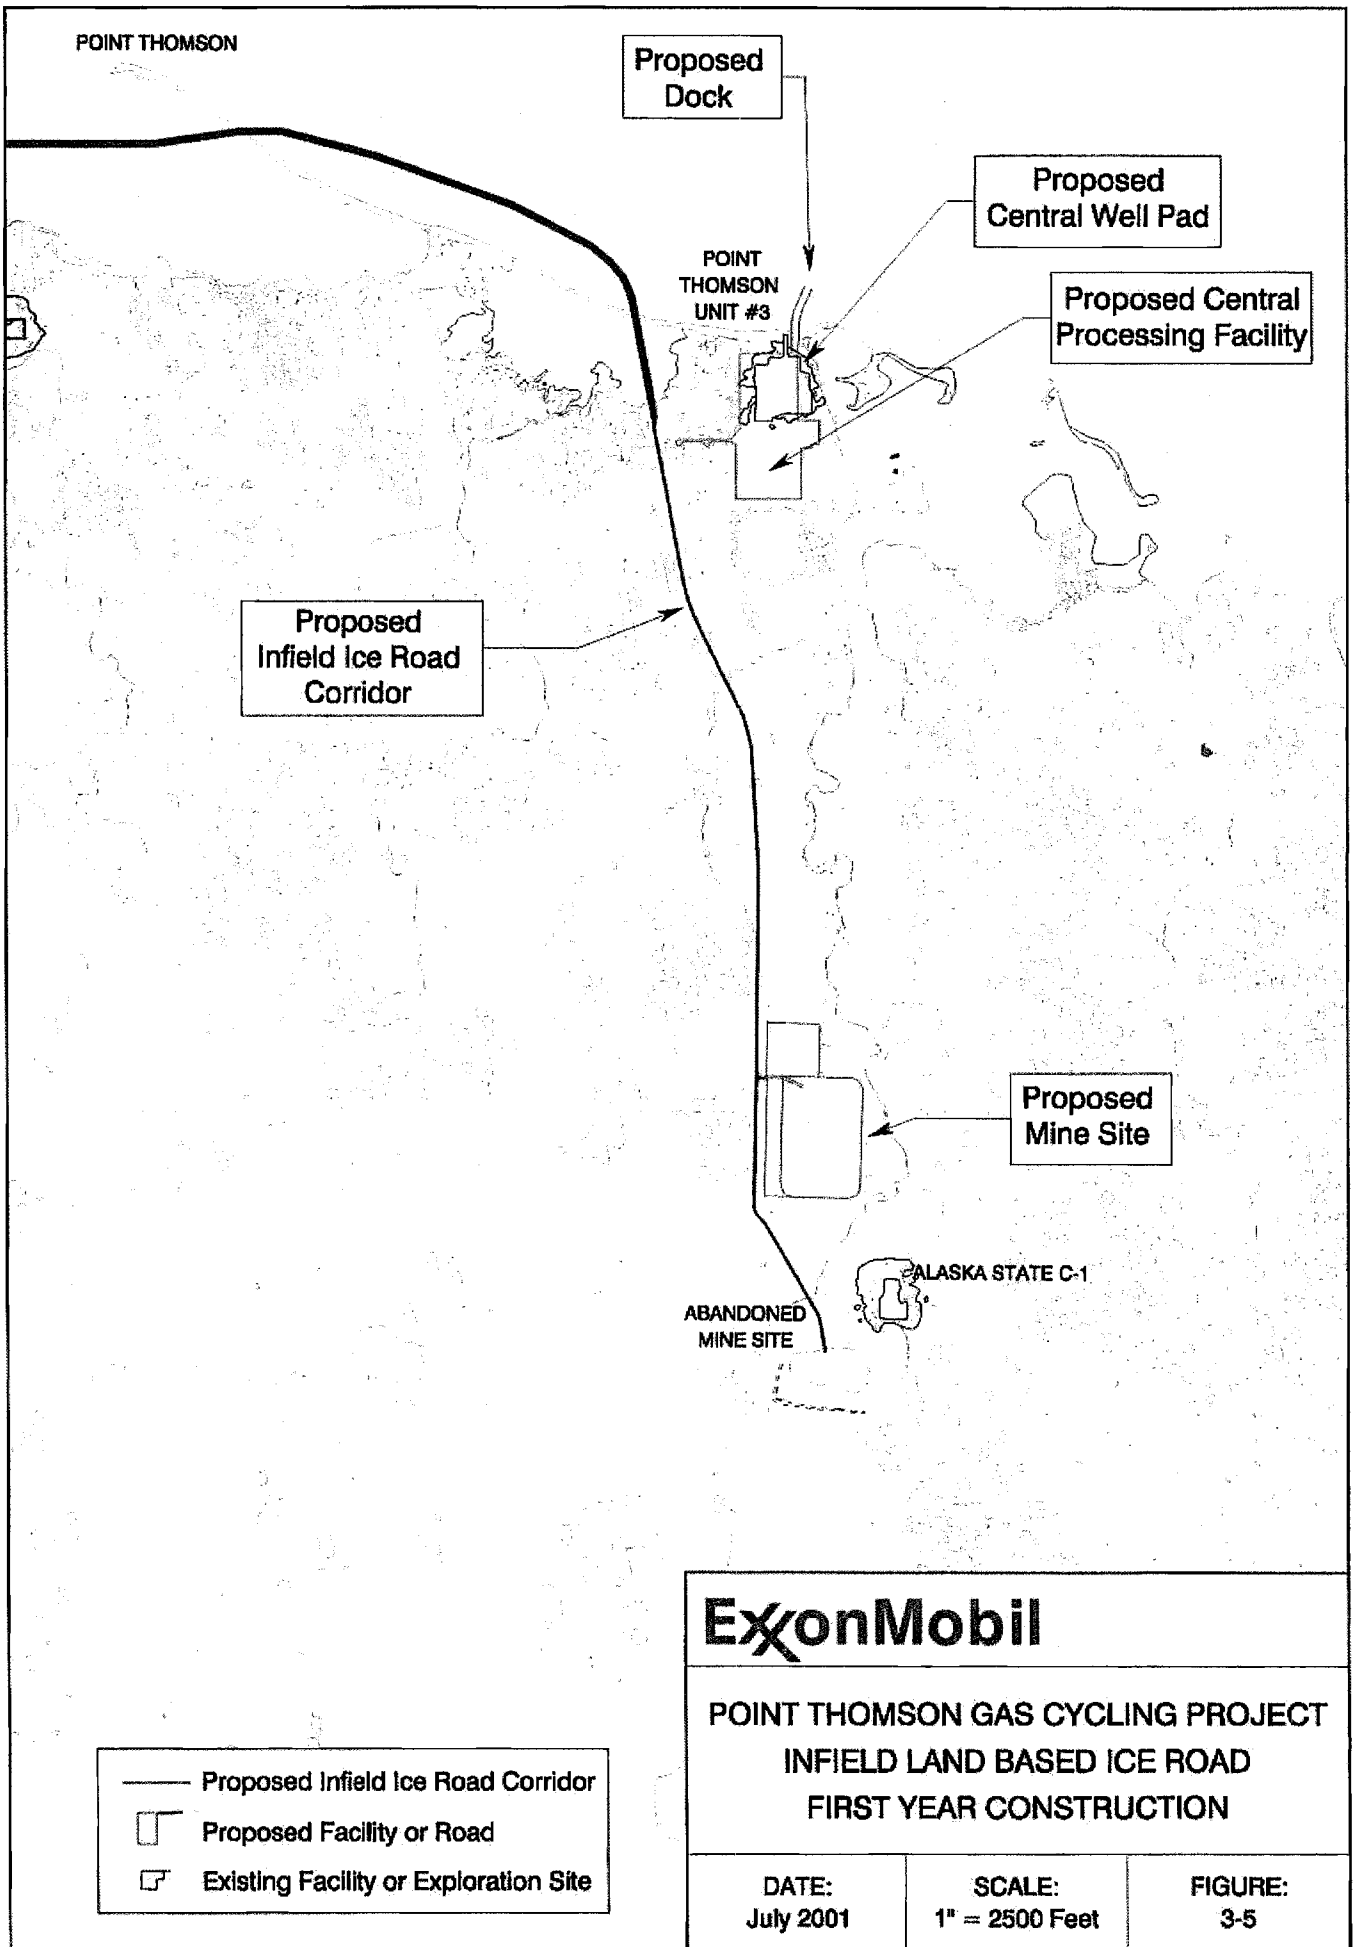 POINT THOMSON
Proposed
Dock
Proposed
Central Well Pad
POINT
THOMSON
UNIT #3
Proposed Central
Processing Facility
Proposed
Infield Ice Road
Corridor
Proposed
Mine Site
ALASKA STATE C-1
ABANDONED
MINE SITE
ExxonMobil
POINT THOMSON GAS CYCLING PROJECT
INFIELD LAND BASED ICE ROAD
FIRST YEAR CONSTRUCTION
Proposed Infield Ice Road Corridor
Proposed Facility or Road
Existing Facility or Exploration Site
DATE:
July 2001
SCALE:
1" = 2500 Feet
FIGURE:
3-5